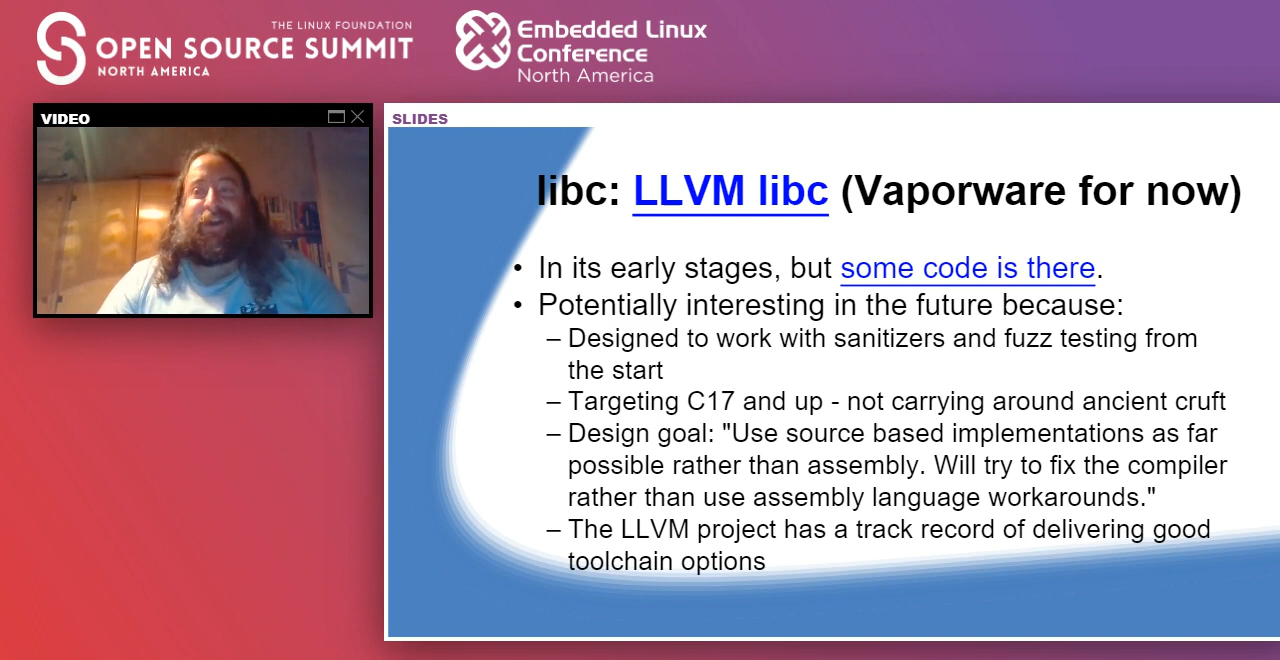 THE LINUX FOUNDATION
OPEN SOURCE SUMMIT
NORTH AMERICA
Embedded Linux
Conference
North America
VIDEO
SLIDES
libc: LLVM libc (Vaporware for now)
• In its early stages, but some code is there.
• Potentially interesting in the future because:
– Designed to work with sanitizers and fuzz testing from
the start
– Targeting C17 and up - not carrying around ancient cruft
– Design goal: "Use source based implementations as far
possible rather than assembly. Will try to fix the compiler
rather than use assembly language workarounds."
– The LLVM project has a track record of delivering good
toolchain options